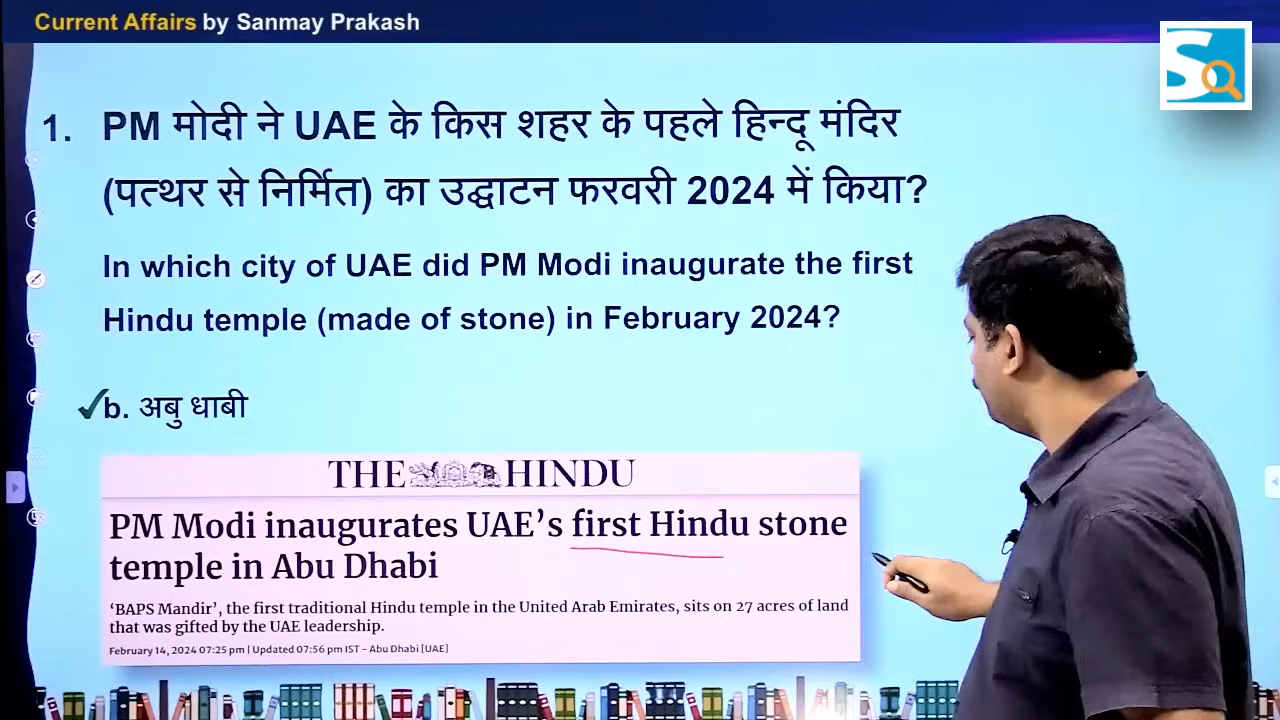 Current Affairs by Sanmay Prakash
1. PM मोदी ने UAE के किस शहर के पहले हिन्दू मंदिर
(पत्थर से निर्मित) का उद्घाटन फरवरी 2024 में किया?
In which city of UAE did PM Modi inaugurate the first
Hindu temple (made of stone) in February 2024?
✓b. अबु धाबी
THE HINDU
PM Modi inaugurates UAE’s first Hindu stone
temple in Abu Dhabi
‘BAPS Mandir’, the first traditional Hindu temple in the United Arab Emirates, sits on 27 acres of land
that was gifted by the UAE leadership.
February 14, 2024 07:25 pm | Updated 07:56 pm IST - Abu Dhabi [UAE]